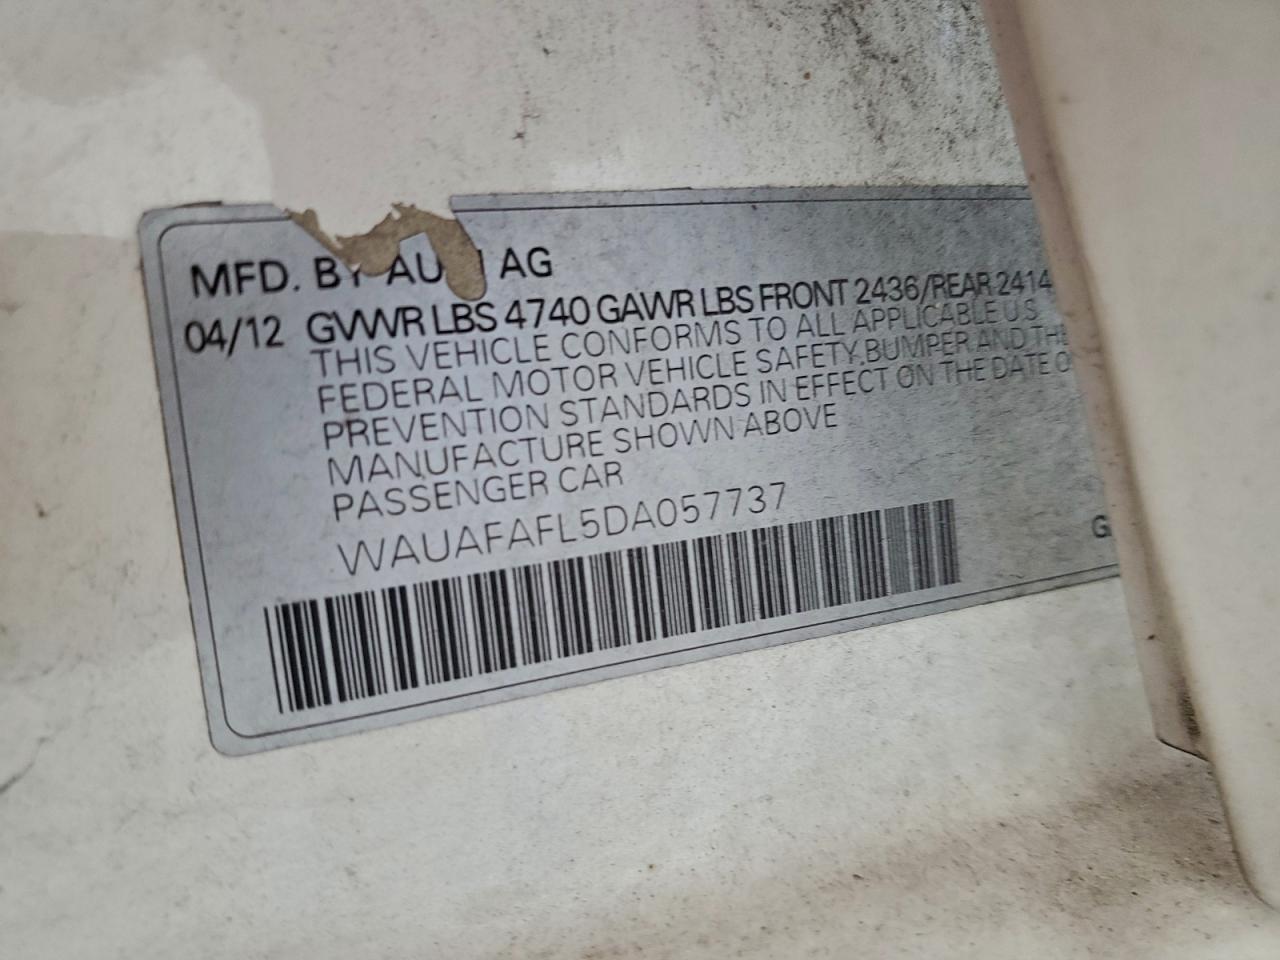 MFD. BY AUDI AG
04/12 GVWR LBS 4740 GAWR LBS FRONT 2436/REAR 2414
THIS VEHICLE CONFORMS TO ALL APPLICABLE U.S.
FEDERAL MOTOR VEHICLE SAFETY,BUMPER AND THE
PREVENTION STANDARDS IN EFFECT ON THE DATE O
MANUFACTURE SHOWN ABOVE
PASSENGER CAR
WAUAFAFL5DA057737
G